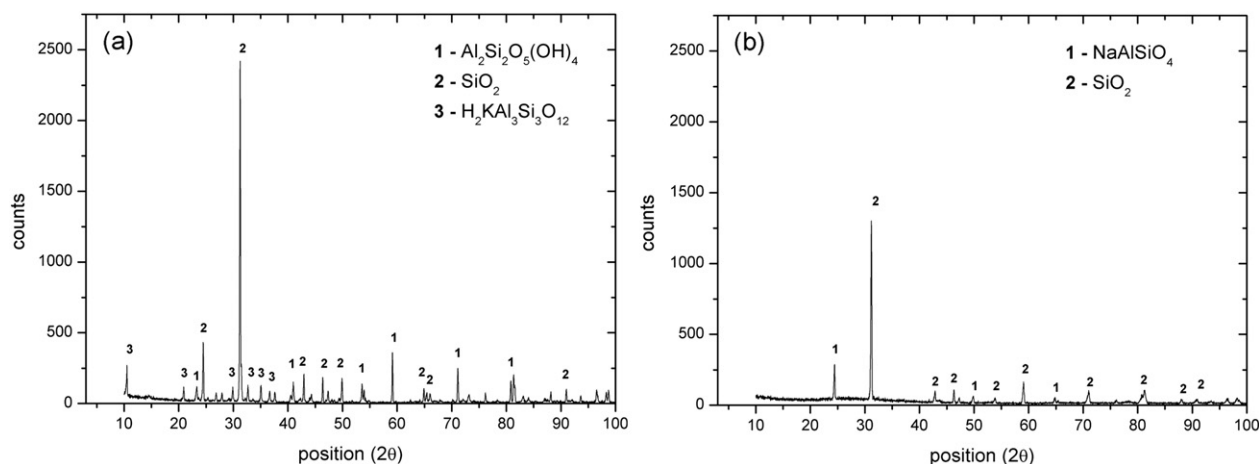 (a)
1 - Al₂Si₂O₅(OH)₄
2 - SiO₂
3 - H₂KAl₃Si₃O₁₂
2500
2000
1500
1000
500
0
counts
3 3 1 2 2 3 3 3 3 1 2 2 2 1 1 2 2 1 1 2
10 20 30 40 50 60 70 80 90 100
position (2θ)
(b)
1 - NaAlSiO₄
2 - SiO₂
2500
2000
1500
1000
500
0
counts
1 2 2 2 1 2 2 1 2 2 2 2
10 20 30 40 50 60 70 80 90 100
position (2θ)